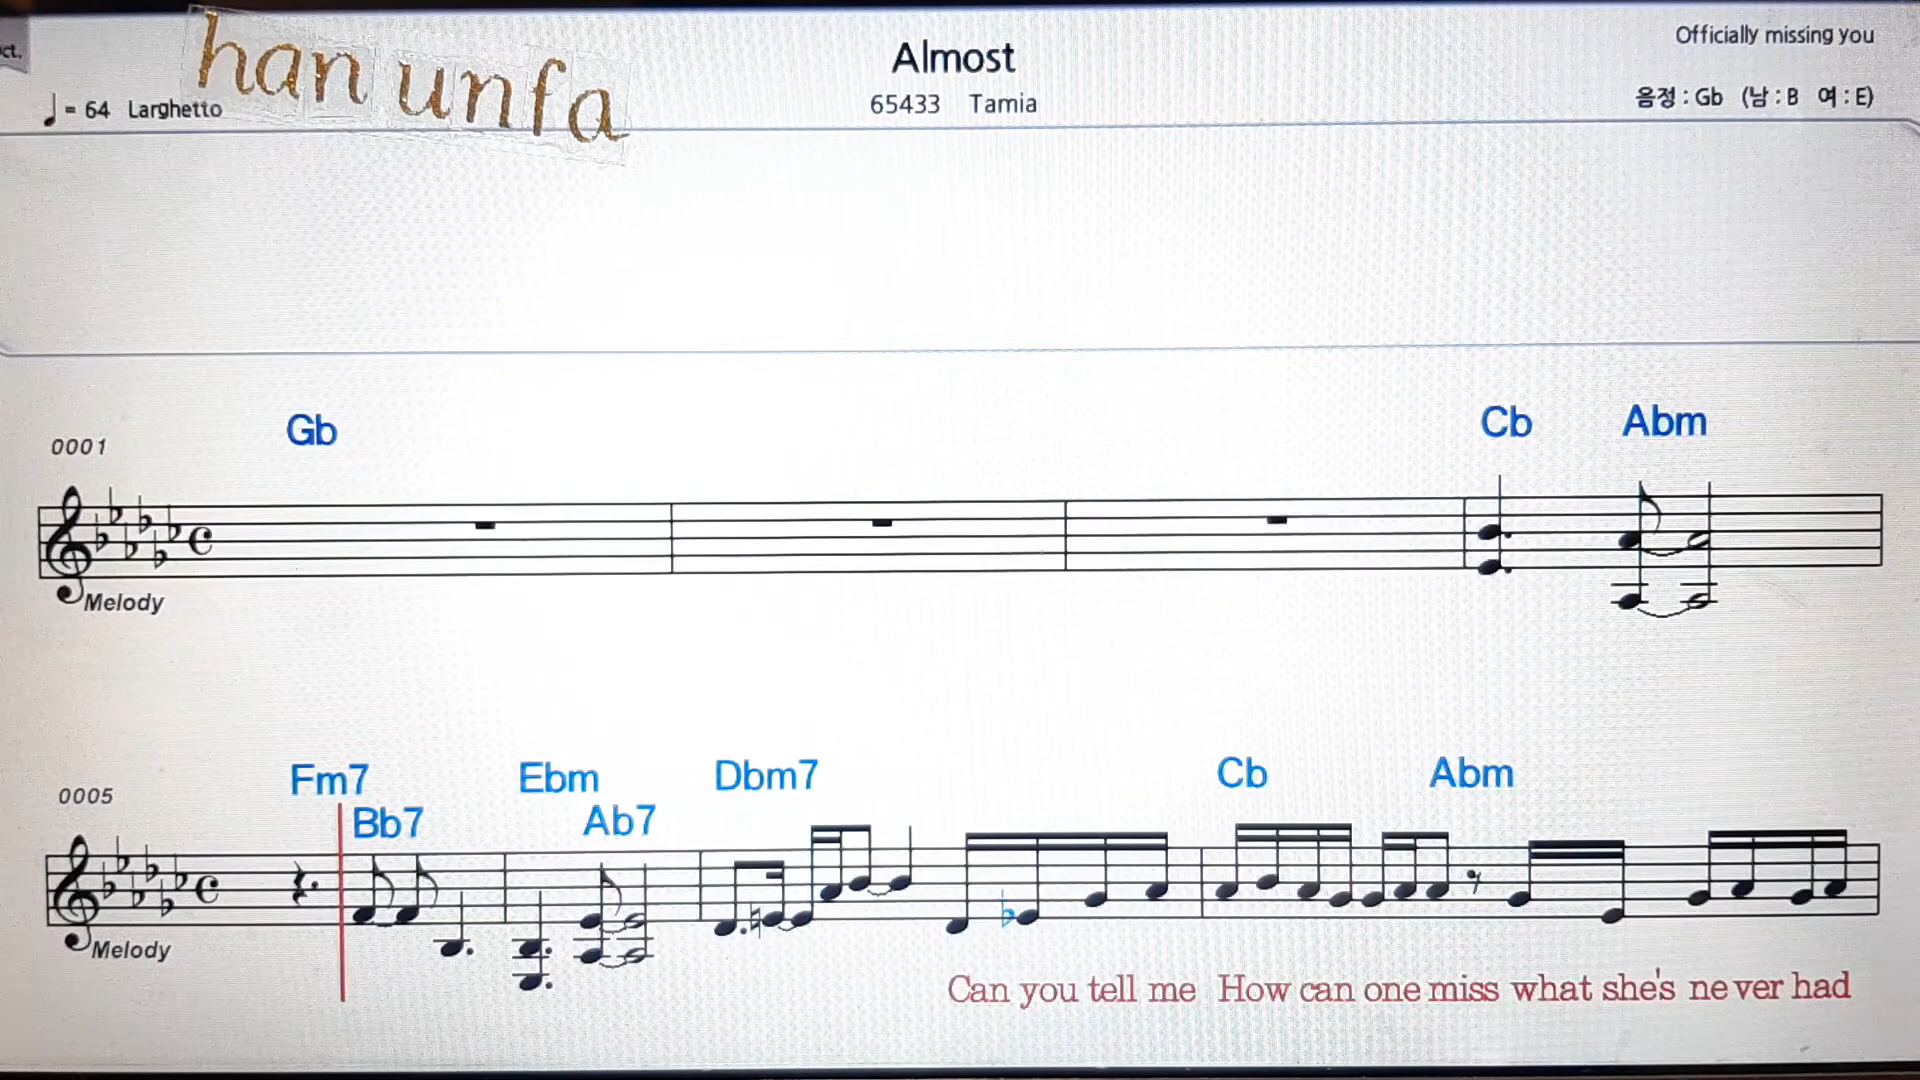 ct.
han unfa
Almost
Officially missing you
♩ = 64 Larghetto
65433 Tamia
음정 : Gb (남 : B 여 : E)
Gb Cb Abm
0001
Melody
Fm7 Ebm Dbm7 Cb Abm
0005
Bb7 Ab7
Melody
Can you tell me How can one miss what she's never had